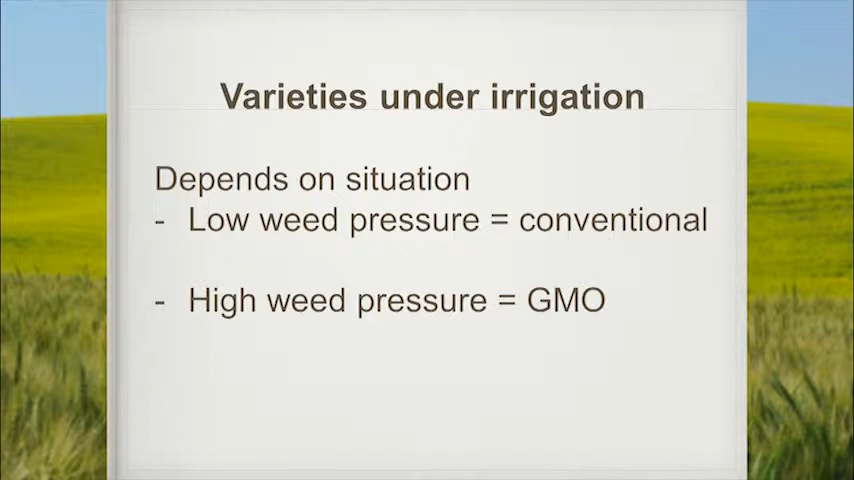 Varieties under irrigation
Depends on situation
- Low weed pressure = conventional
- High weed pressure = GMO